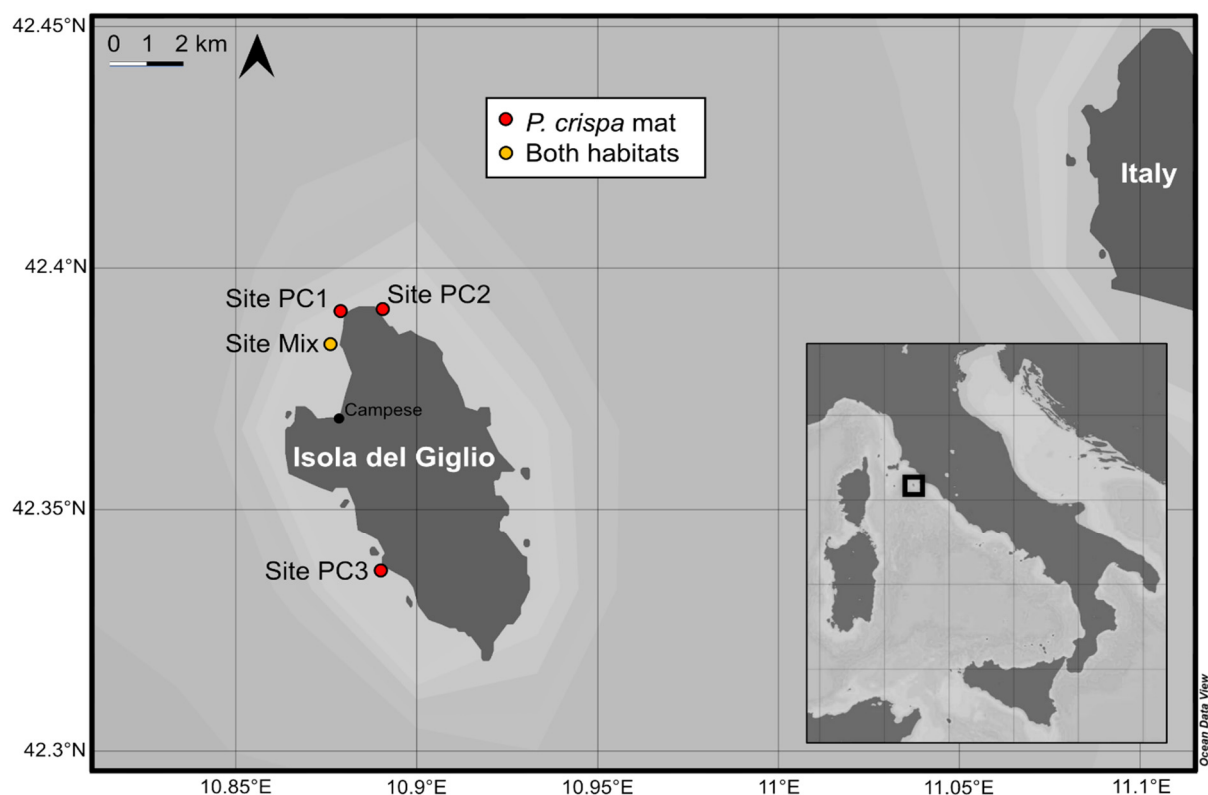 42.45°N
0 1 2 km
P. crispa mat
Both habitats
Italy
42.4°N
Site PC1
Site PC2
Site Mix
Campese
Isola del Giglio
42.35°N
Site PC3
42.3°N
10.85°E
10.9°E
10.95°E
11°E
11.05°E
11.1°E
Ocean Data View